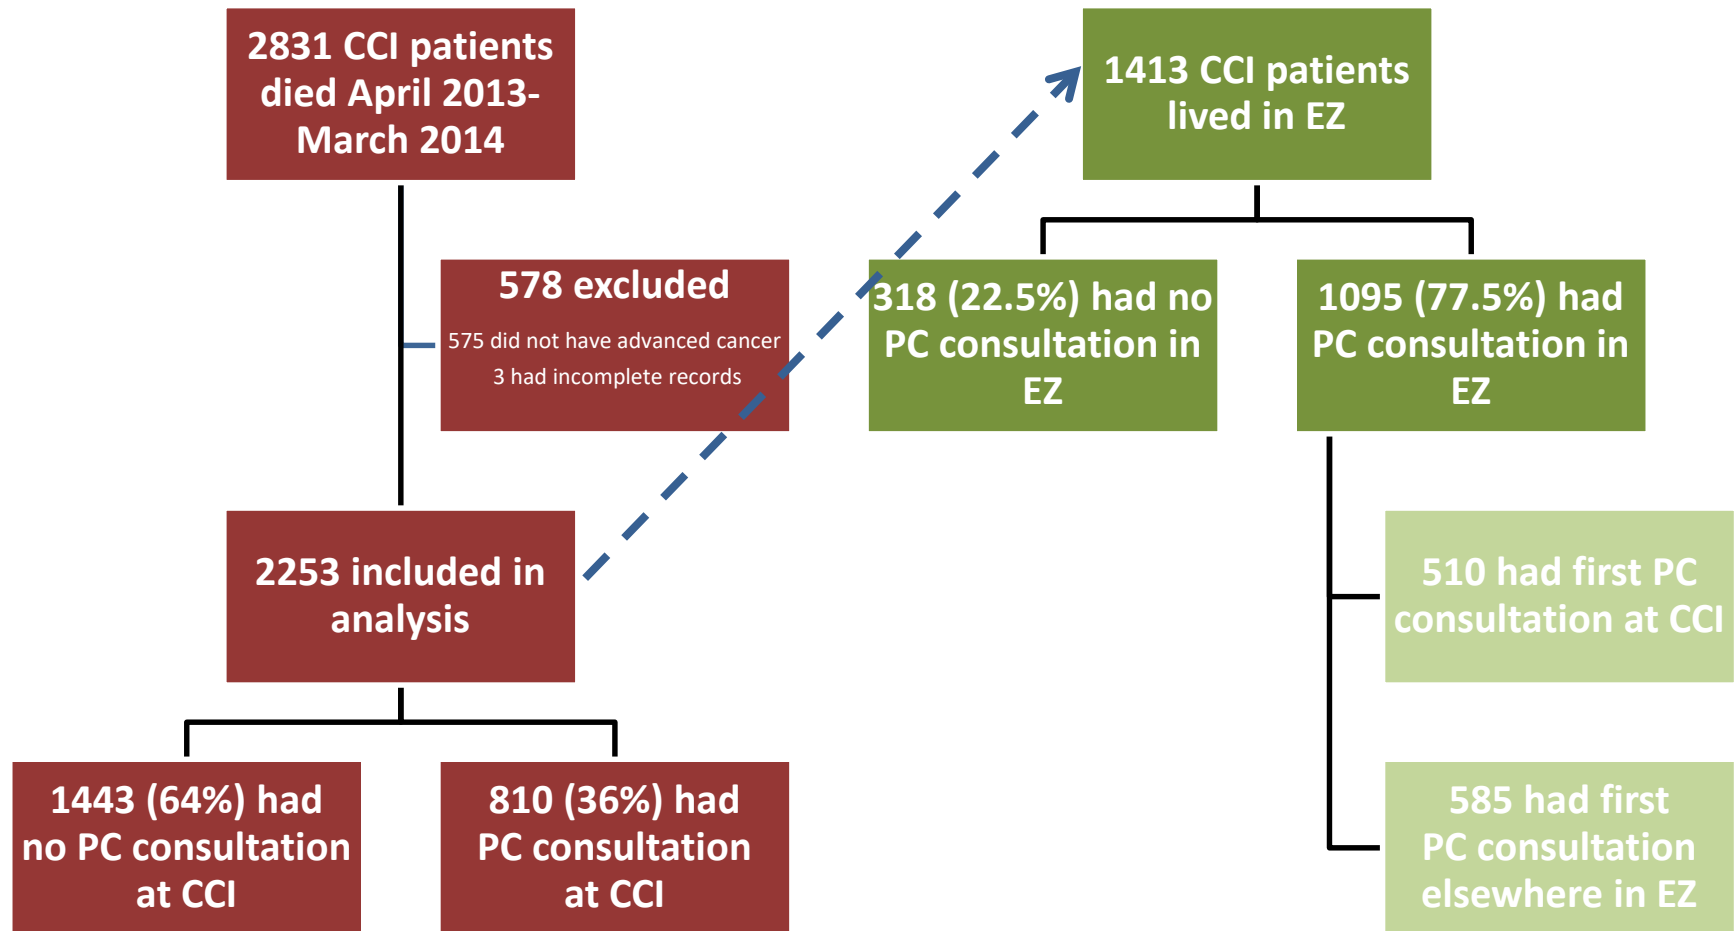 2831 CCI patients
died April 2013-
March 2014
578 excluded
575 did not have advanced cancer
3 had incomplete records
2253 included in
analysis
1443 (64%) had
no PC consultation
at CCI
810 (36%) had
PC consultation
at CCI
1413 CCI patients
lived in EZ
318 (22.5%) had no
PC consultation in
EZ
1095 (77.5%) had
PC consultation in
EZ
510 had first PC
consultation at CCI
585 had first
PC consultation
elsewhere in EZ